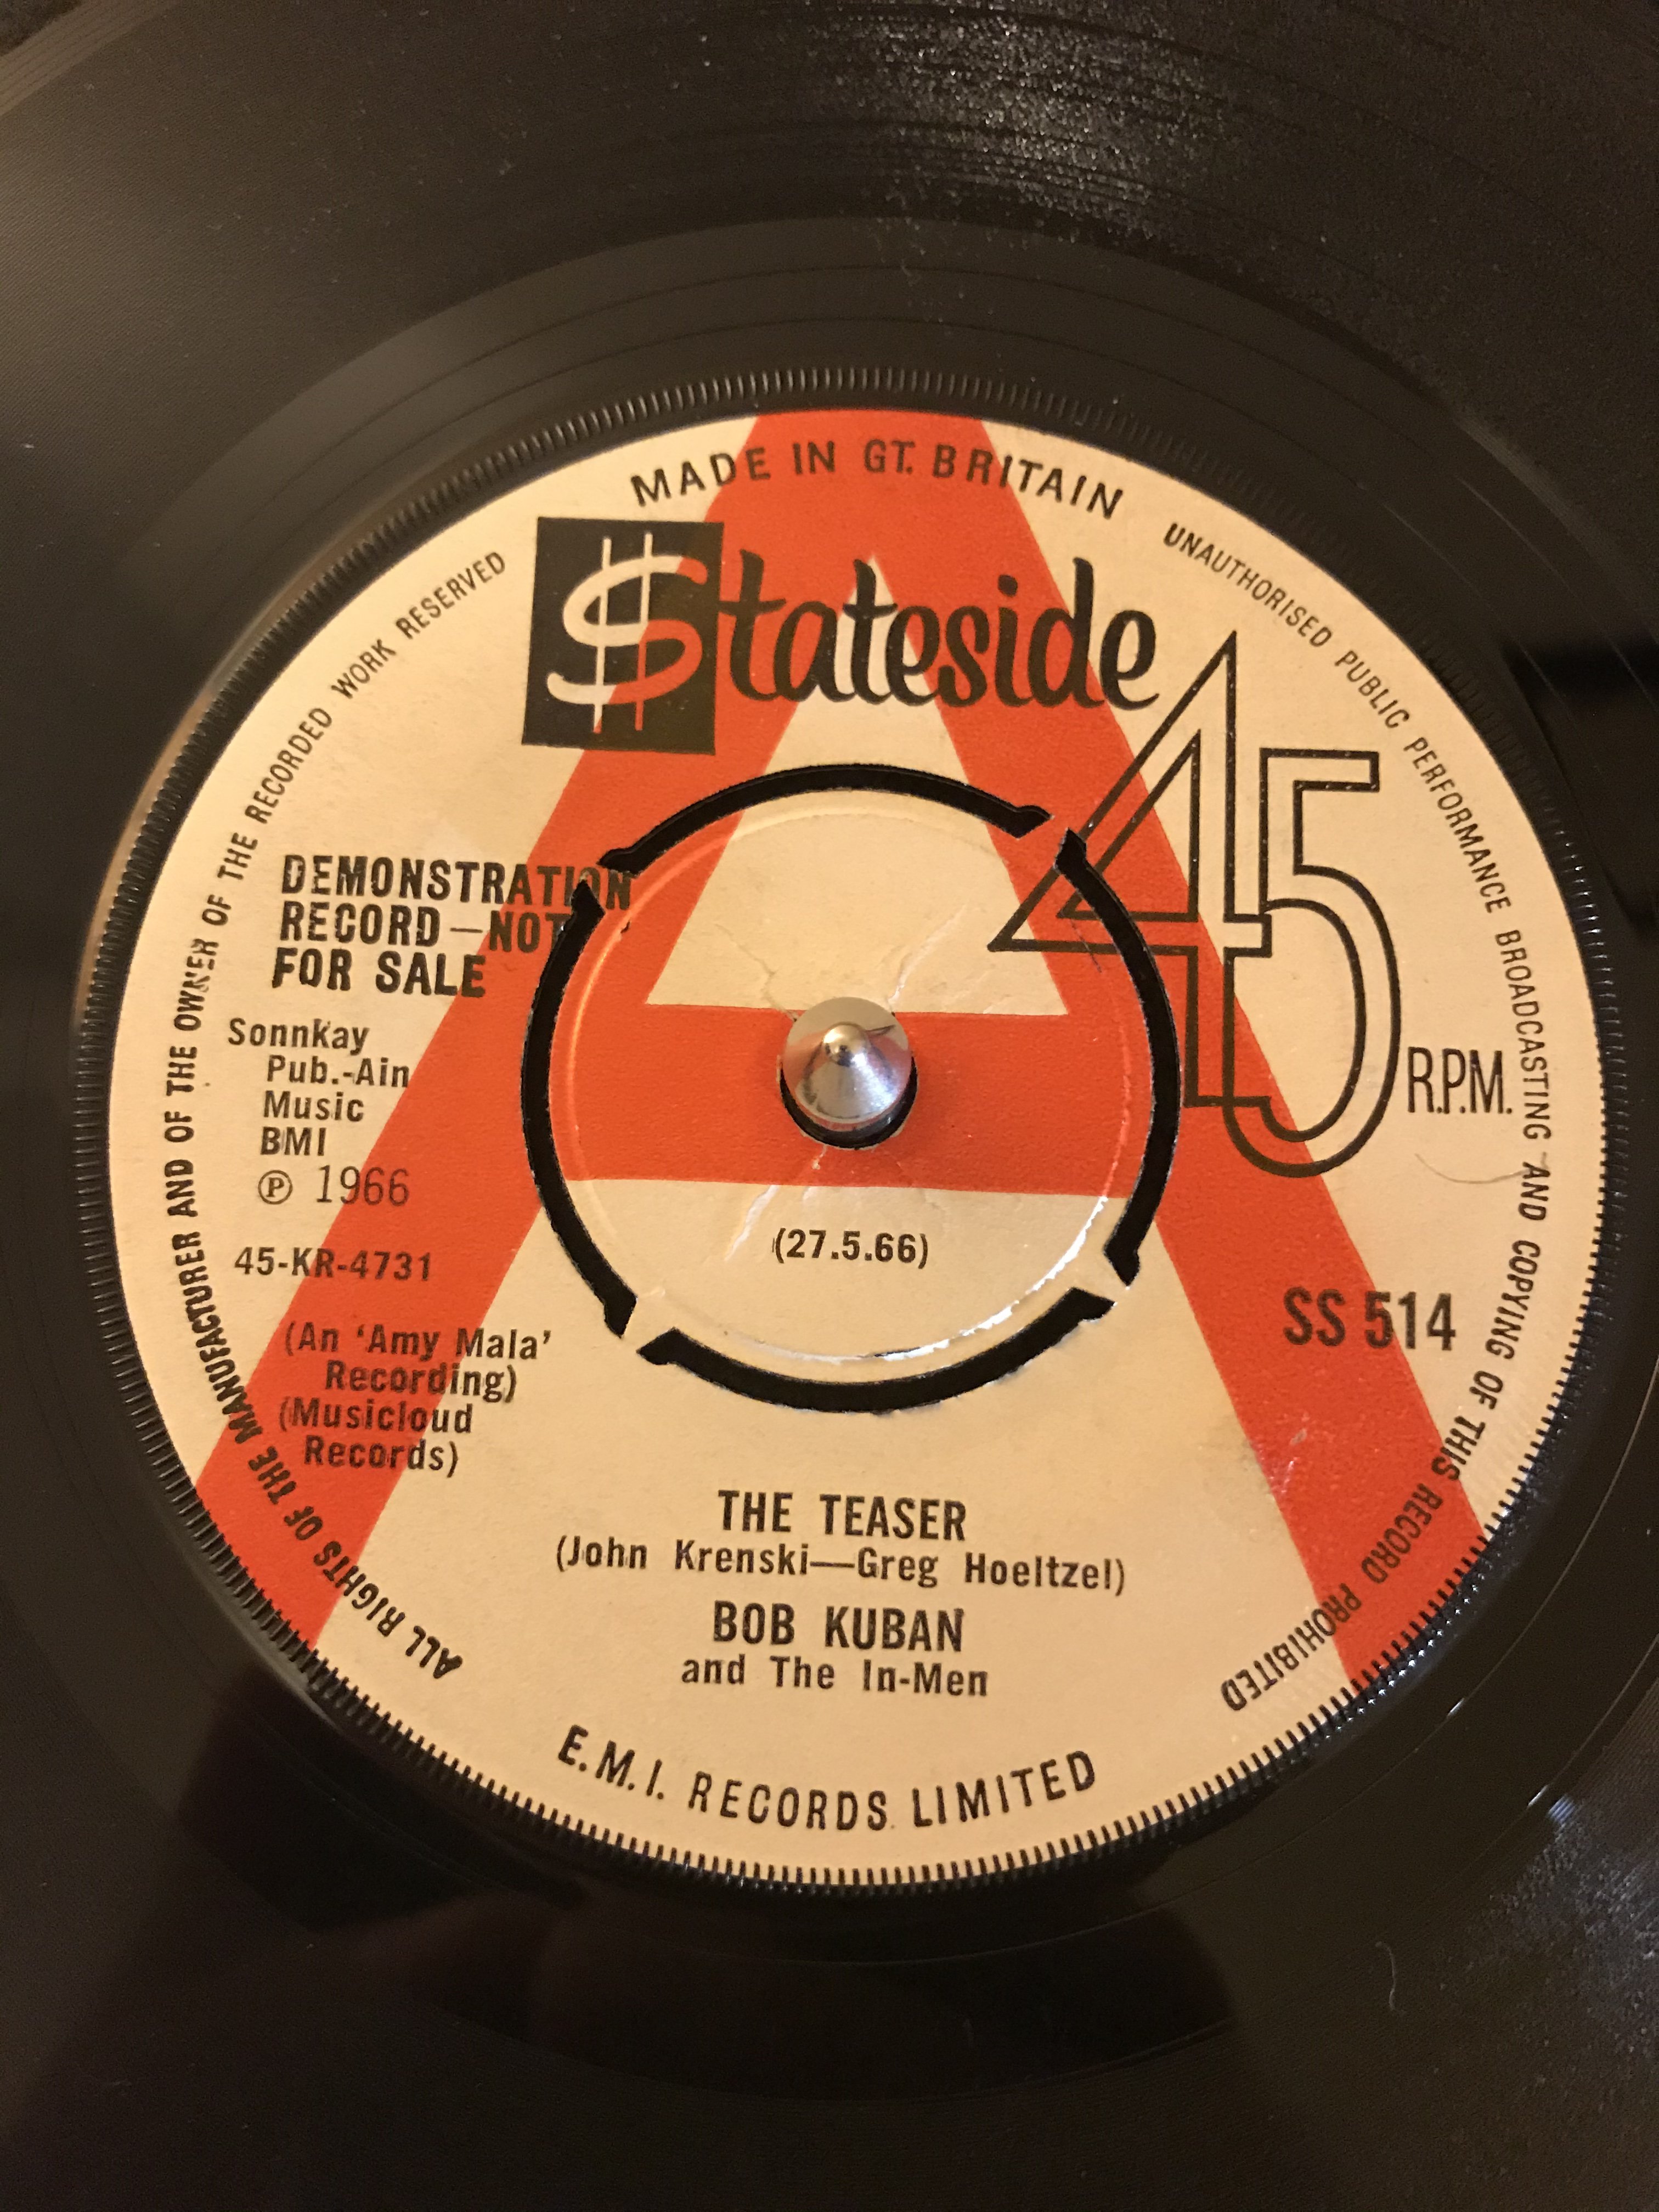 MADE IN GT. BRITAIN
$tateside
45
R.P.M.
DEMONSTRATION
RECORD—NOT
FOR SALE
Sonnkay
Pub.-Ain
Music
BMI
℗ 1966
45-KR-4731
(27.5.66)
SS 514
(An ‘Amy Mala’
Recording)
(Musicloud
Records)
THE TEASER
(John Krenski—Greg Hoeltzel)
BOB KUBAN
and The In-Men
E.M.I. RECORDS LIMITED
ALL RIGHTS OF THE MANUFACTURER AND OF THE OWNER OF THE RECORDED WORK RESERVED
UNAUTHORISED PUBLIC PERFORMANCE BROADCASTING AND COPYING OF THIS RECORD PROHIBITED